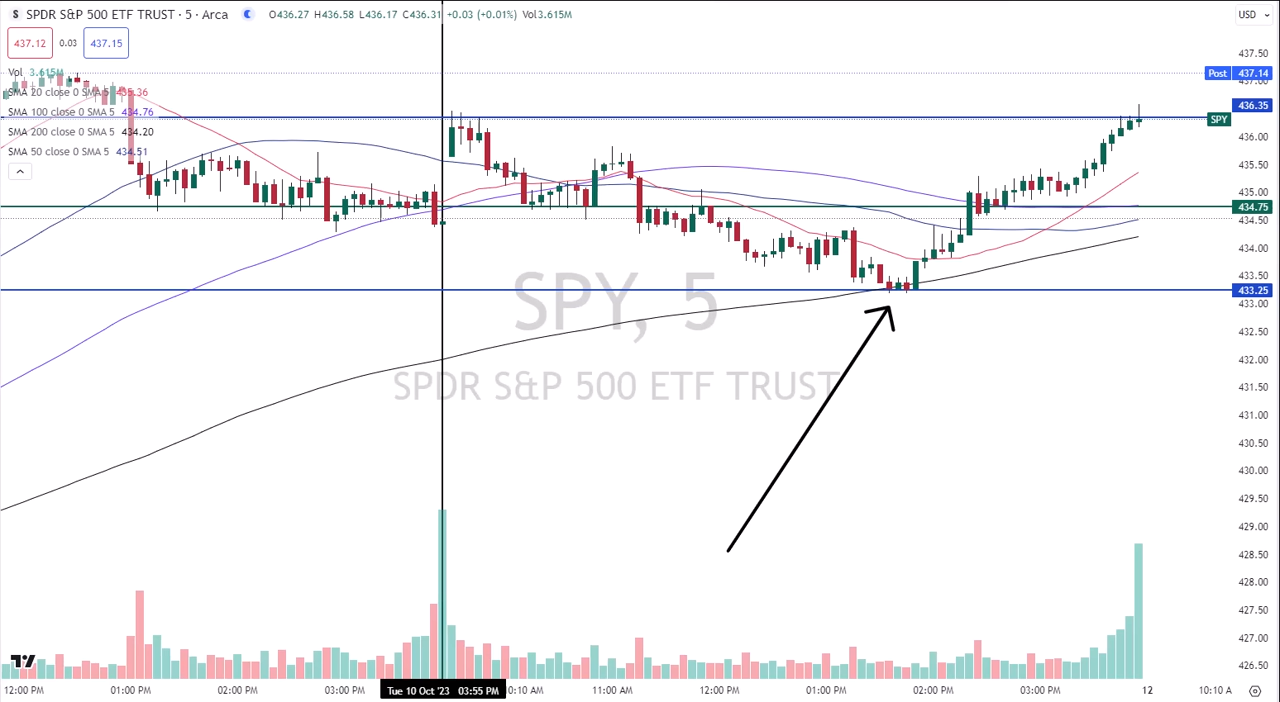 S SPDR S&P 500 ETF TRUST · 5 · Arca O436.27 H436.58 L436.17 C436.31 +0.03 (+0.01%) Vol3.615M
USD
437.12 0.03 437.15
Vol 3.615M
SMA 20 close 0 SMA 5 435.36
SMA 100 close 0 SMA 5 434.76
SMA 200 close 0 SMA 5 434.20
SMA 50 close 0 SMA 5 434.51
437.50
Post 437.14
437.00
436.35
SPY
436.00
435.50
435.00
434.75
434.50
434.00
433.50
433.25
433.00
432.50
432.00
431.50
431.00
430.50
430.00
429.50
429.00
428.50
428.00
427.50
427.00
426.50
SPY, 5
SPDR S&P 500 ETF TRUST
12:00 PM 01:00 PM 02:00 PM 03:00 PM Tue 10 Oct '23 03:55 PM 0:10 AM 11:00 AM 12:00 PM 01:00 PM 02:00 PM 03:00 PM 12 10:10 A